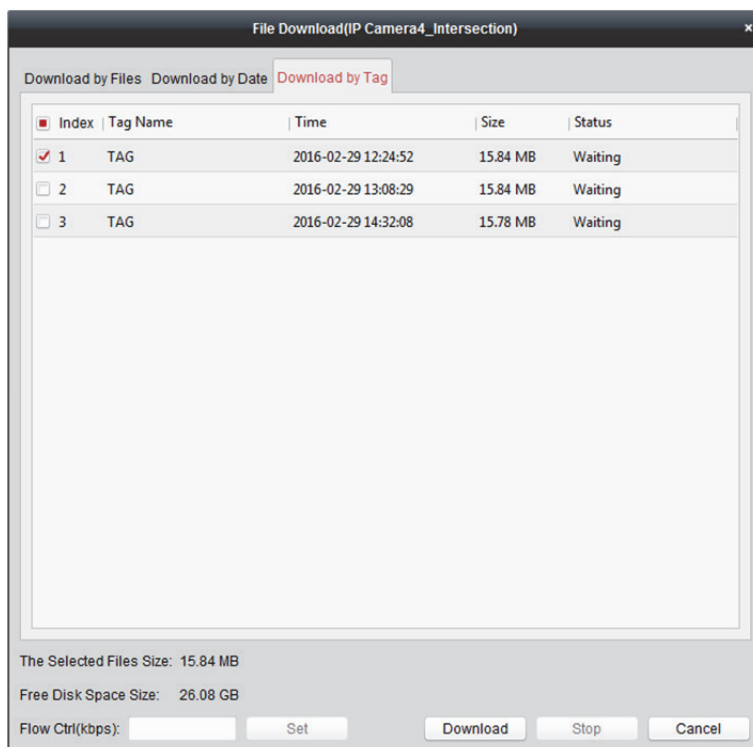 File Download(IP Camera4_Intersection) ×
Download by Files Download by Date Download by Tag
Index Tag Name Time Size Status
1 TAG 2016-02-29 12:24:52 15.84 MB Waiting
2 TAG 2016-02-29 13:08:29 15.84 MB Waiting
3 TAG 2016-02-29 14:32:08 15.78 MB Waiting
The Selected Files Size: 15.84 MB
Free Disk Space Size: 26.08 GB
Flow Ctrl(kbps): Set Download Stop Cancel